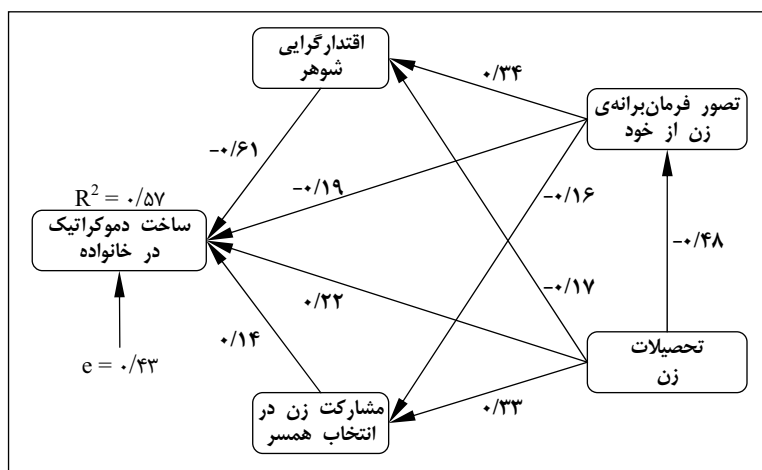 اقتدارگرایی
شوهر
۰/۳۴
تصور فرمان‌برانه‌ی
زن از خود
−۰/۶۱
−۰/۱۹
−۰/۱۶
R² = ۰/۵۷
ساخت دموکراتیک
در خانواده
−۰/۴۸
−۰/۱۷
۰/۲۲
۰/۱۴
e = ۰/۴۳
تحصیلات
زن
مشارکت زن در
انتخاب همسر
۰/۳۳